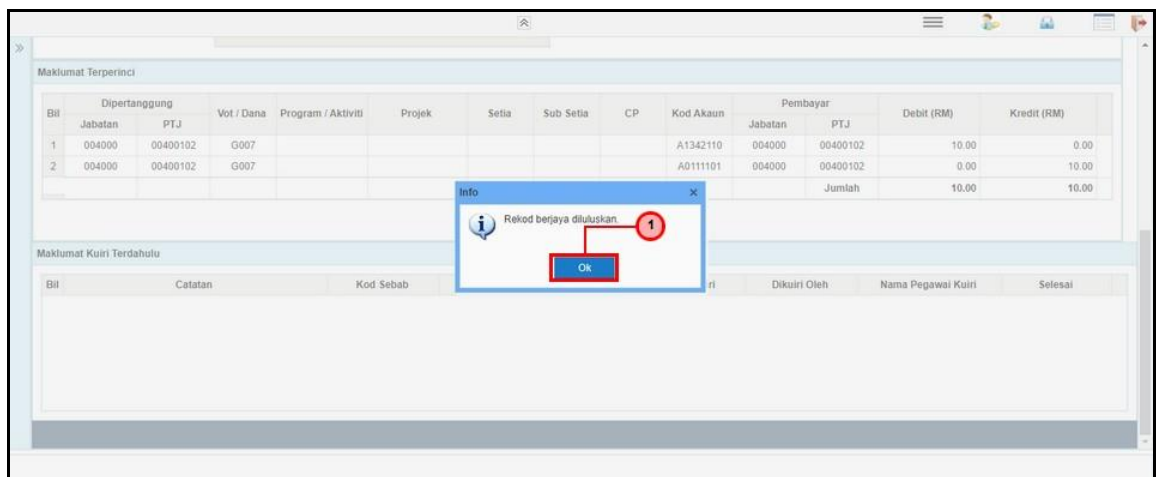 Maklumat Terperinci
Bil Dipertanggung Vot / Dana Program / Aktiviti Projek Setia Sub Setia CP Kod Akaun Pembayar Debit (RM) Kredit (RM)
Jabatan PTJ Jabatan PTJ
1 004000 00400102 G007 A1342110 004000 00400102 10.00 0.00
2 004000 00400102 G007 A0111101 004000 00400102 0.00 10.00
Jumlah 10.00 10.00
Info ×
Rekod berjaya diluluskan. 1
Ok
Maklumat Kuiri Terdahulu
Bil Catatan Kod Sebab ri Dikuiri Oleh Nama Pegawai Kuiri Selesai